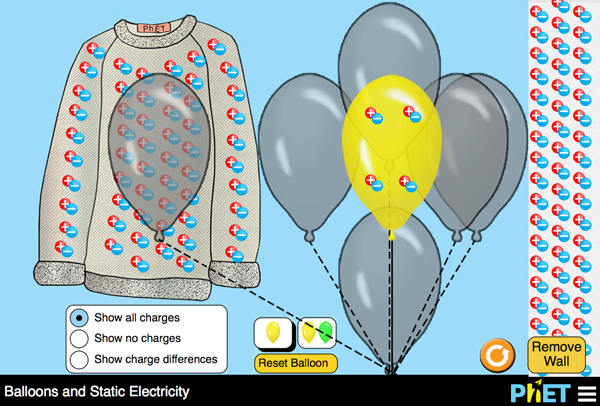 PhET
Show all charges
Show no charges
Show charge differences
Reset Balloon
Remove
Wall
Balloons and Static Electricity
PhET